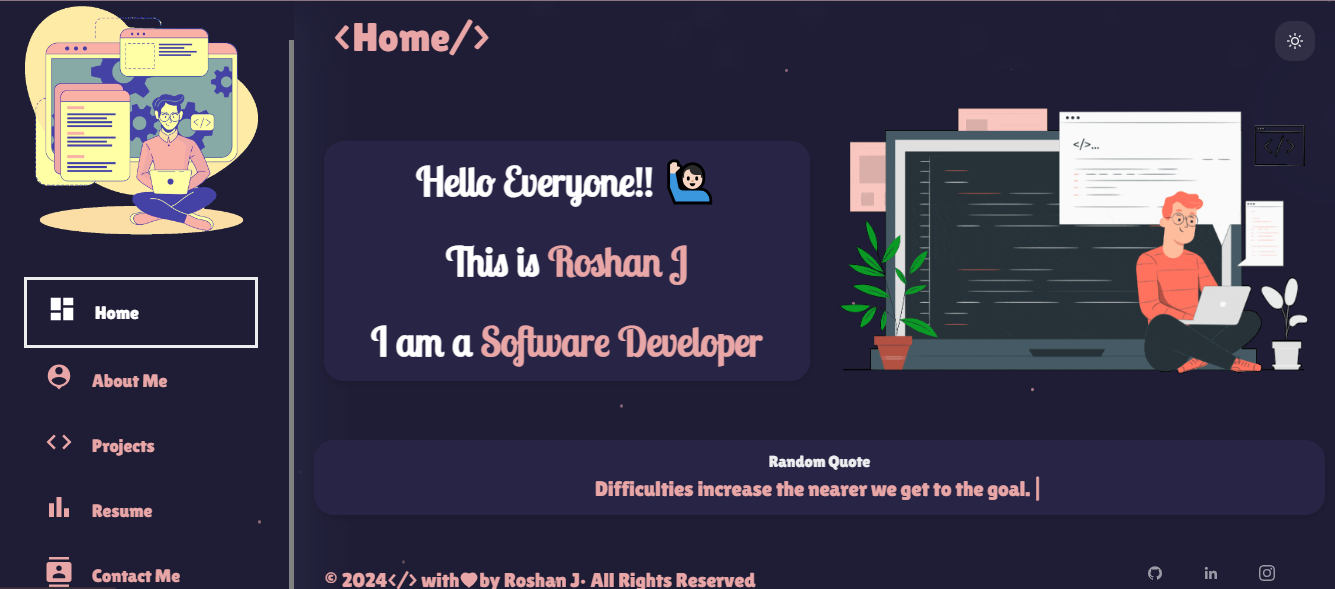 <Home/>
Hello Everyone!!
This is Roshan J
I am a Software Developer
</>...
</>
</>
Home
About Me
Projects
Resume
Contact Me
Random Quote
Difficulties increase the nearer we get to the goal. |
© 2024</> with❤by Roshan J· All Rights Reserved
in